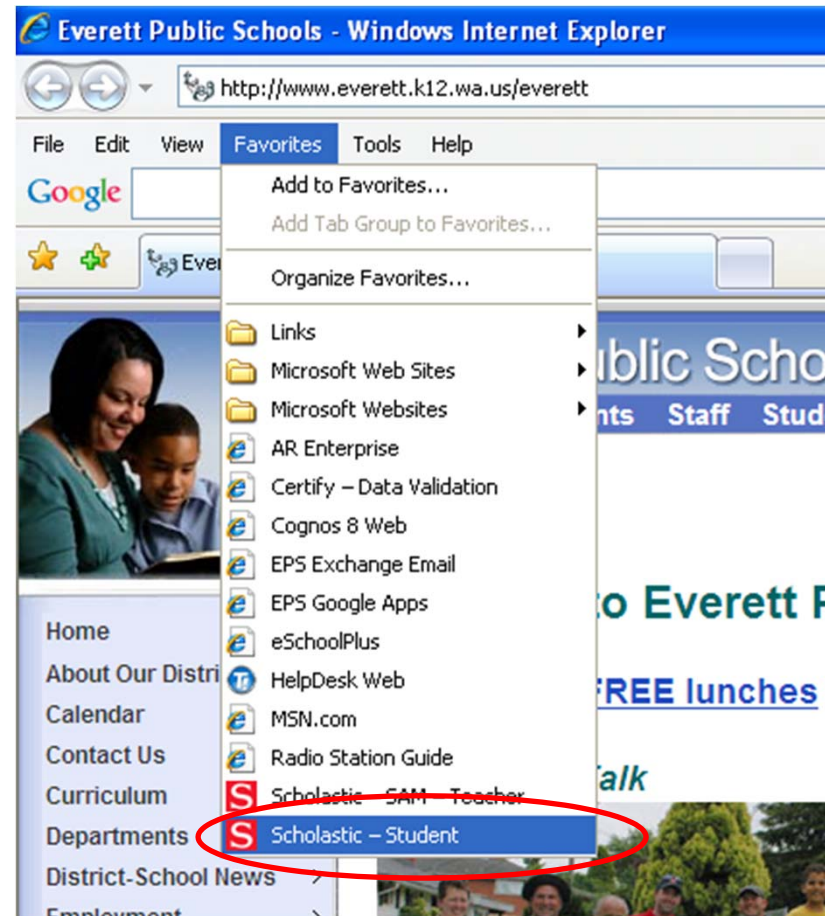 Everett Public Schools - Windows Internet Explorer
http://www.everett.k12.wa.us/everett
File Edit View Favorites Tools Help
Google
Add to Favorites...
Add Tab Group to Favorites...
Ever
Organize Favorites...
Links
Microsoft Web Sites
Microsoft Websites
AR Enterprise
Certify – Data Validation
Cognos 8 Web
EPS Exchange Email
EPS Google Apps
eSchoolPlus
HelpDesk Web
MSN.com
Radio Station Guide
S Scholastic – SAM – Teacher
S Scholastic – Student
ublic Scho
nts Staff Stud
to Everett P
FREE lunches
alk
Home
About Our Distri
Calendar
Contact Us
Curriculum
Departments
District-School News
Employment